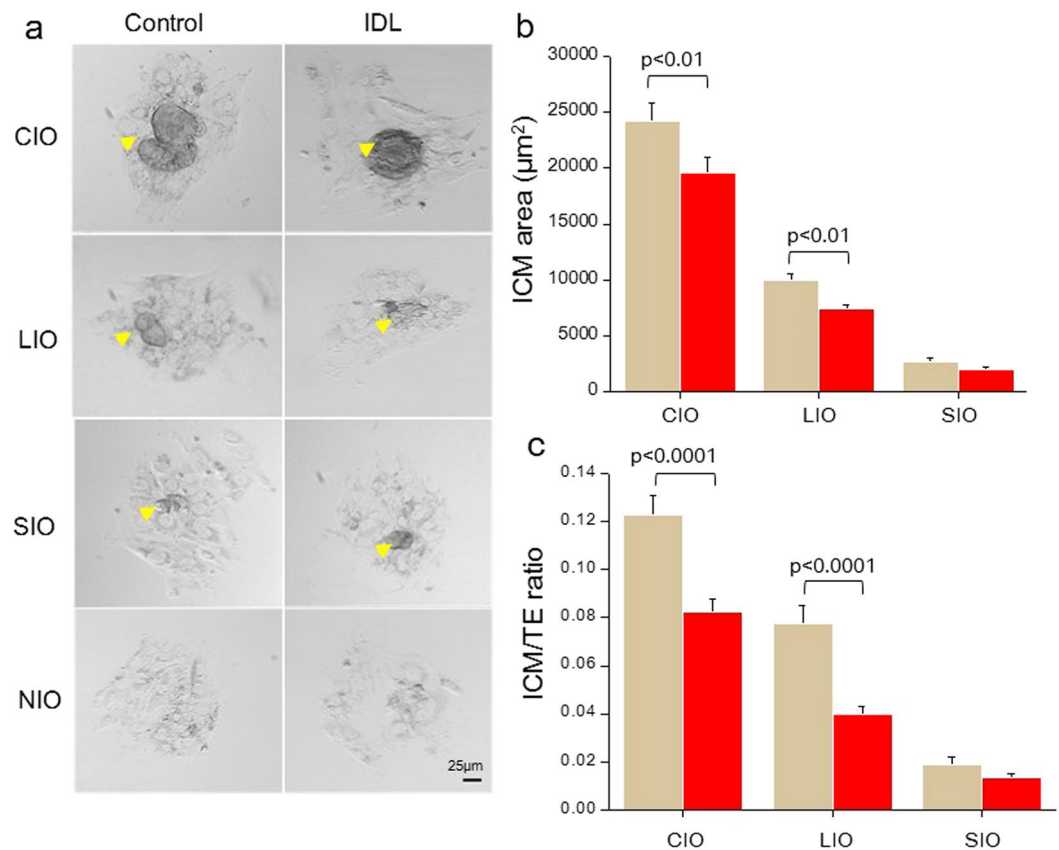 a
Control
IDL
CIO
LIO
SIO
NIO
25µm
b
ICM area (µm²)
30000
25000
20000
15000
10000
5000
0
p<0.01
p<0.01
CIO
LIO
SIO
c
ICM/TE ratio
0.14
0.12
0.10
0.08
0.06
0.04
0.02
0.00
p<0.0001
p<0.0001
CIO
LIO
SIO